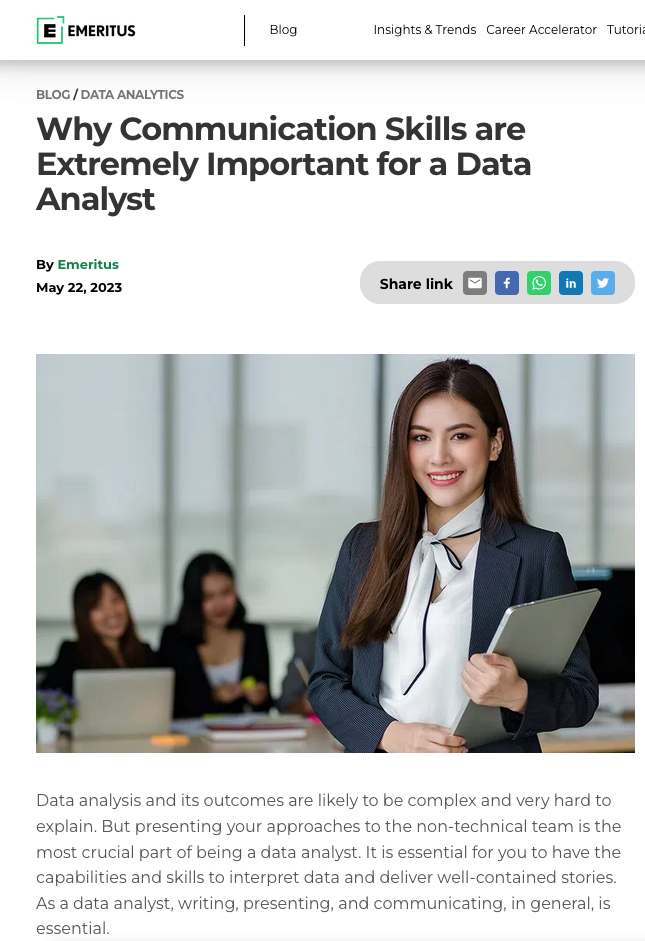 E EMERITUS
Blog
Insights & Trends Career Accelerator Tutoria
BLOG / DATA ANALYTICS
Why Communication Skills are
Extremely Important for a Data
Analyst
By Emeritus
May 22, 2023
Share link
Data analysis and its outcomes are likely to be complex and very hard to
explain. But presenting your approaches to the non-technical team is the
most crucial part of being a data analyst. It is essential for you to have the
capabilities and skills to interpret data and deliver well-contained stories.
As a data analyst, writing, presenting, and communicating, in general, is
essential.